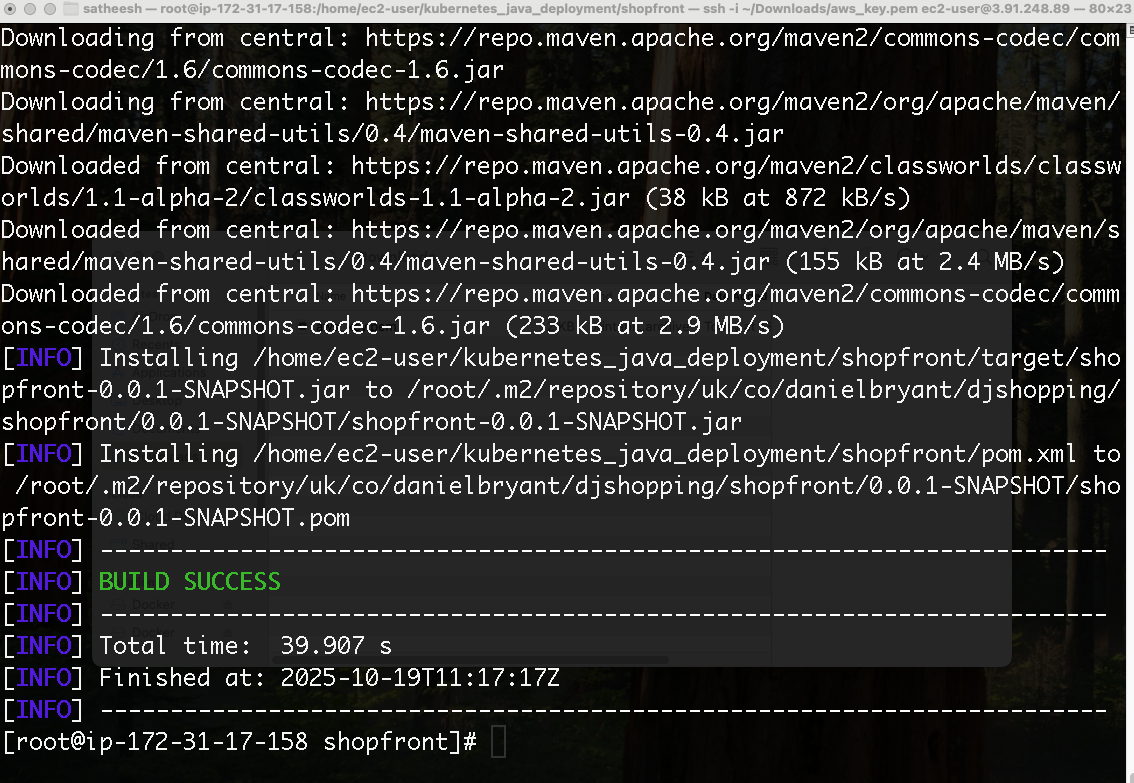 satheesh — root@ip-172-31-17-158:/home/ec2-user/kubernetes_java_deployment/shopfront — ssh -i ~/Downloads/aws_key.pem ec2-user@3.91.248.89 — 80×23
Downloading from central: https://repo.maven.apache.org/maven2/commons-codec/com
mons-codec/1.6/commons-codec-1.6.jar
Downloading from central: https://repo.maven.apache.org/maven2/org/apache/maven/
shared/maven-shared-utils/0.4/maven-shared-utils-0.4.jar
Downloaded from central: https://repo.maven.apache.org/maven2/classworlds/classw
orlds/1.1-alpha-2/classworlds-1.1-alpha-2.jar (38 kB at 872 kB/s)
Downloaded from central: https://repo.maven.apache.org/maven2/org/apache/maven/s
hared/maven-shared-utils/0.4/maven-shared-utils-0.4.jar (155 kB at 2.4 MB/s)
Downloaded from central: https://repo.maven.apache.org/maven2/commons-codec/comm
ons-codec/1.6/commons-codec-1.6.jar (233 kB at 2.9 MB/s)
[INFO] Installing /home/ec2-user/kubernetes_java_deployment/shopfront/target/sho
pfront-0.0.1-SNAPSHOT.jar to /root/.m2/repository/uk/co/danielbryant/djshopping/
shopfront/0.0.1-SNAPSHOT/shopfront-0.0.1-SNAPSHOT.jar
[INFO] Installing /home/ec2-user/kubernetes_java_deployment/shopfront/pom.xml to
 /root/.m2/repository/uk/co/danielbryant/djshopping/shopfront/0.0.1-SNAPSHOT/sho
pfront-0.0.1-SNAPSHOT.pom
[INFO] ------------------------------------------------------------------------
[INFO] BUILD SUCCESS
[INFO] ------------------------------------------------------------------------
[INFO] Total time:  39.907 s
[INFO] Finished at: 2025-10-19T11:17:17Z
[INFO] ------------------------------------------------------------------------
[root@ip-172-31-17-158 shopfront]#